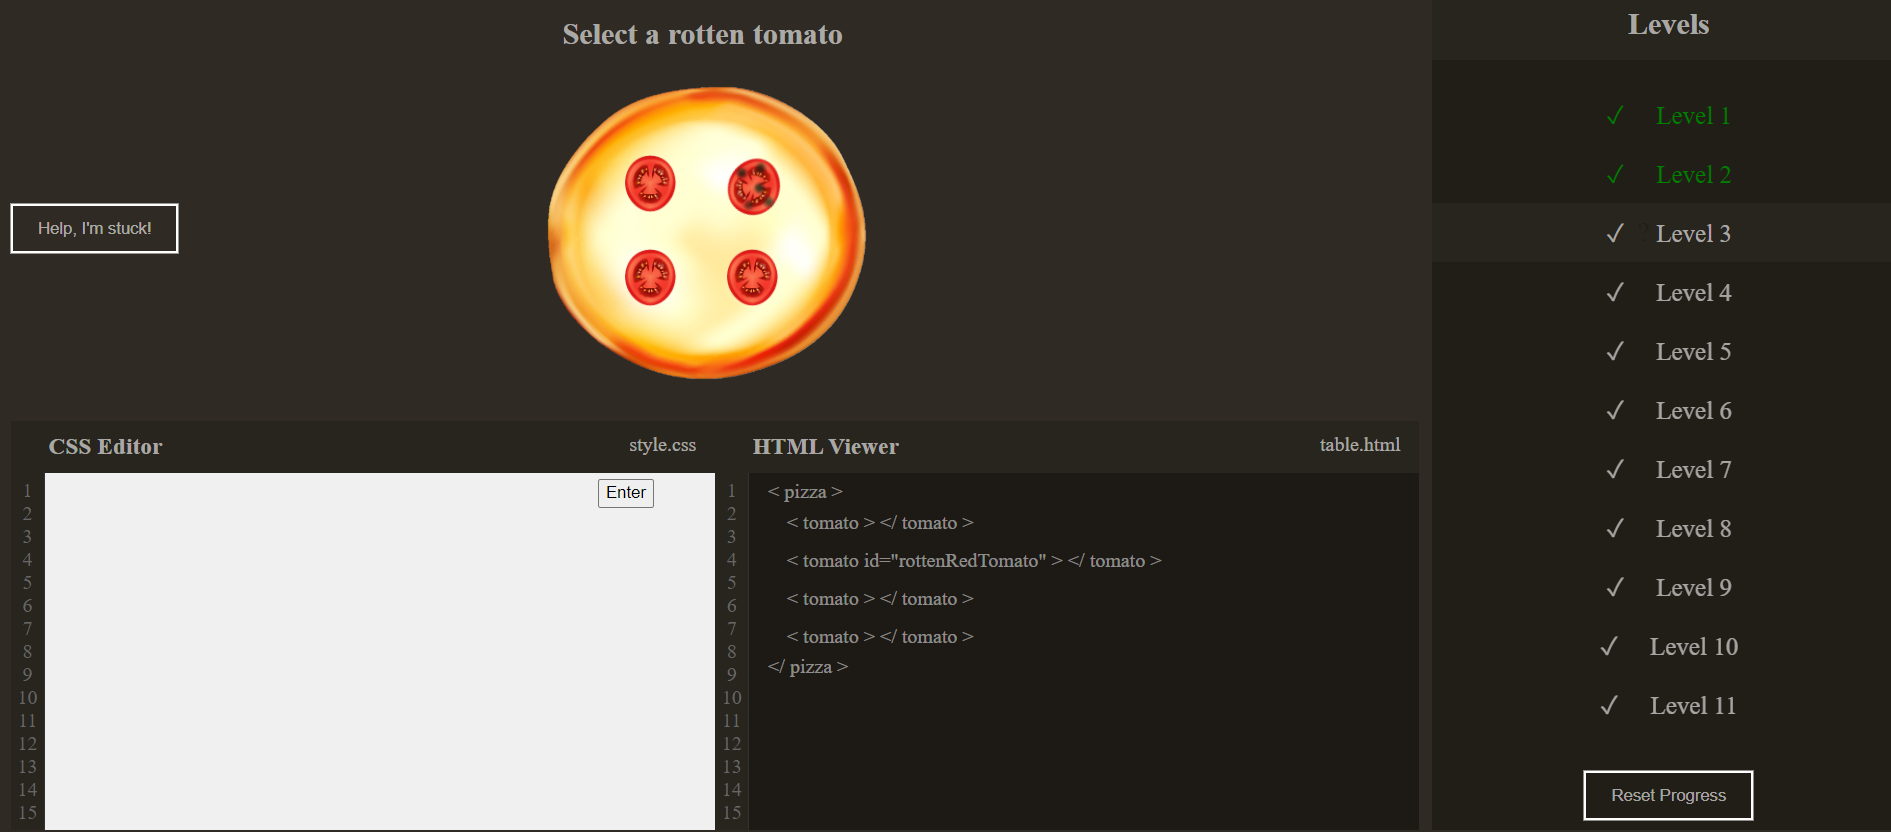 Select a rotten tomato
Help, I'm stuck!
CSS Editor
style.css
Enter
1
2
3
4
5
6
7
8
9
10
11
12
13
14
15
HTML Viewer
table.html
1
2
3
4
5
6
7
8
9
10
11
12
13
14
15
< pizza >
< tomato > </ tomato >
< tomato id="rottenRedTomato" > </ tomato >
< tomato > </ tomato >
< tomato > </ tomato >
</ pizza >
Levels
✓ Level 1
✓ Level 2
✓ ? Level 3
✓ Level 4
✓ Level 5
✓ Level 6
✓ Level 7
✓ Level 8
✓ Level 9
✓ Level 10
✓ Level 11
Reset Progress